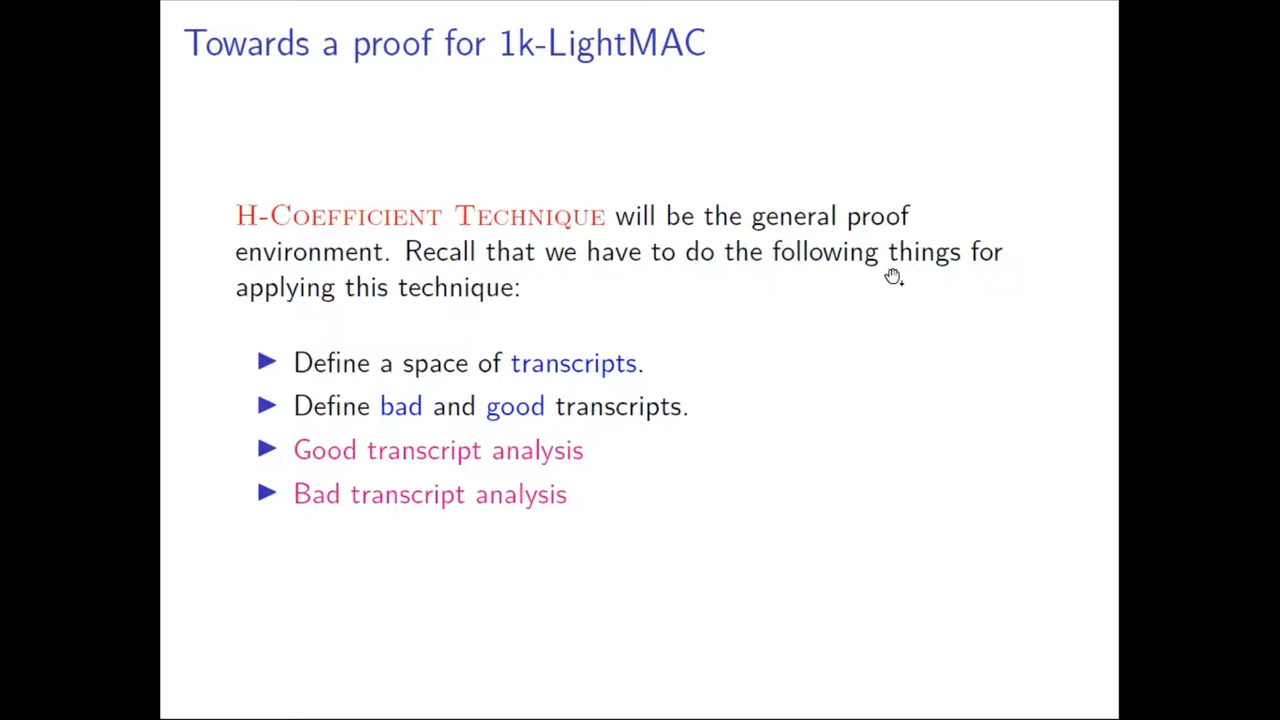 Towards a proof for 1k-LightMAC
H-Coefficient Technique will be the general proof
environment. Recall that we have to do the following things for
applying this technique:
Define a space of transcripts.
Define bad and good transcripts.
Good transcript analysis
Bad transcript analysis